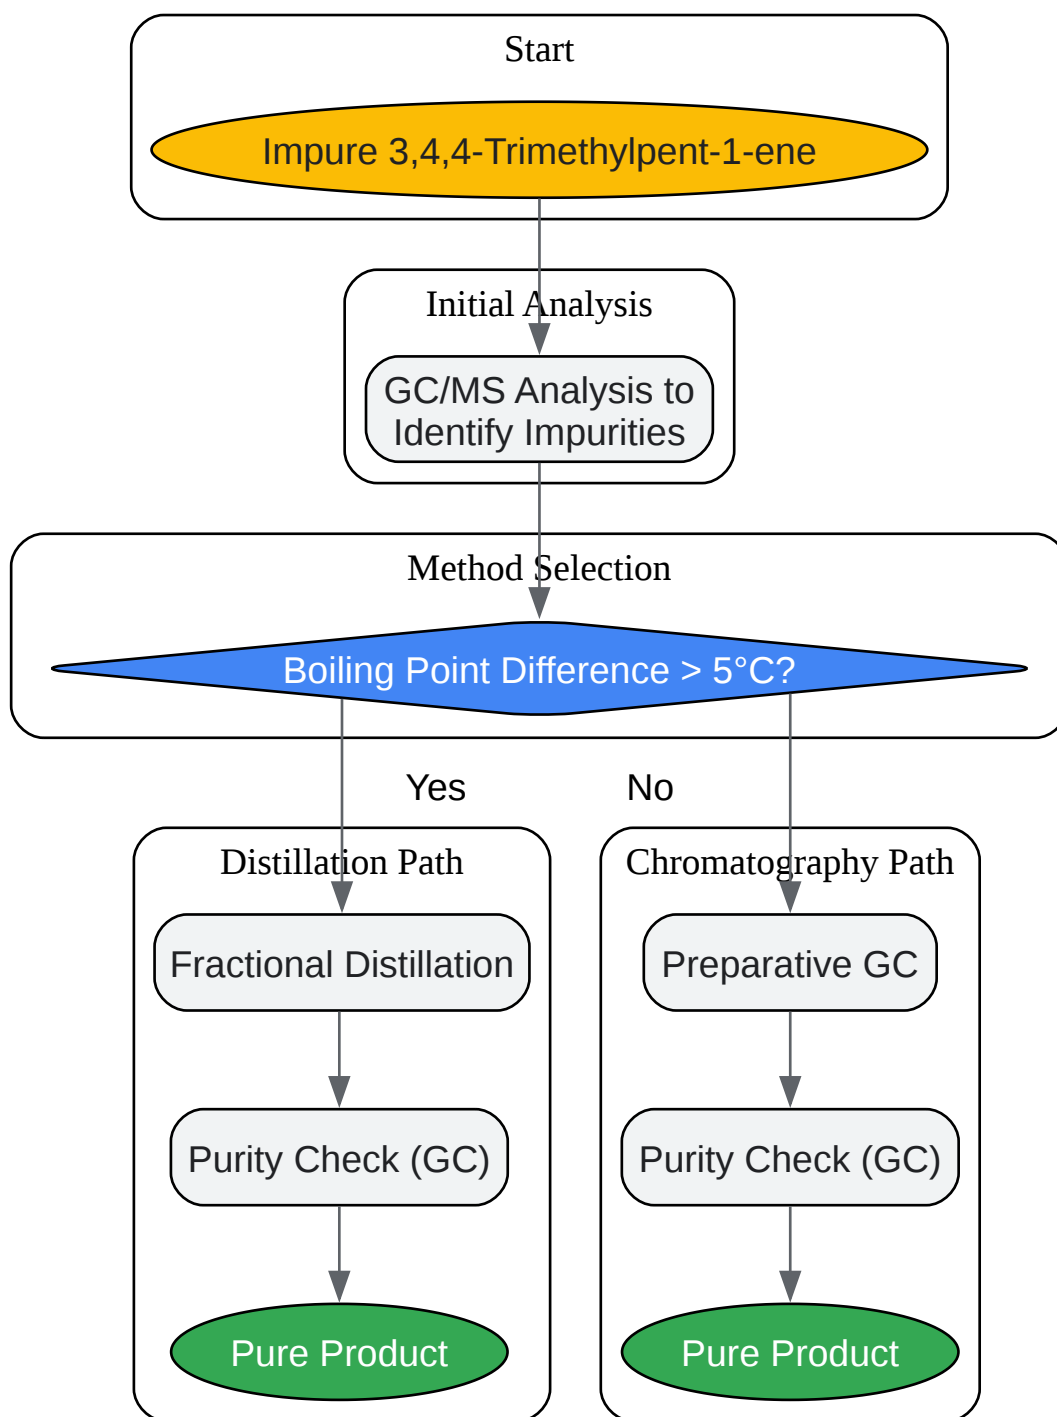 Start
Impure 3,4,4-Trimethylpent-1-ene
Initial Analysis
GC/MS Analysis to
Identify Impurities
Method Selection
Boiling Point Difference > 5°C?
Yes
No
Distillation Path
Fractional Distillation
Purity Check (GC)
Pure Product
Chromatography Path
Preparative GC
Purity Check (GC)
Pure Product